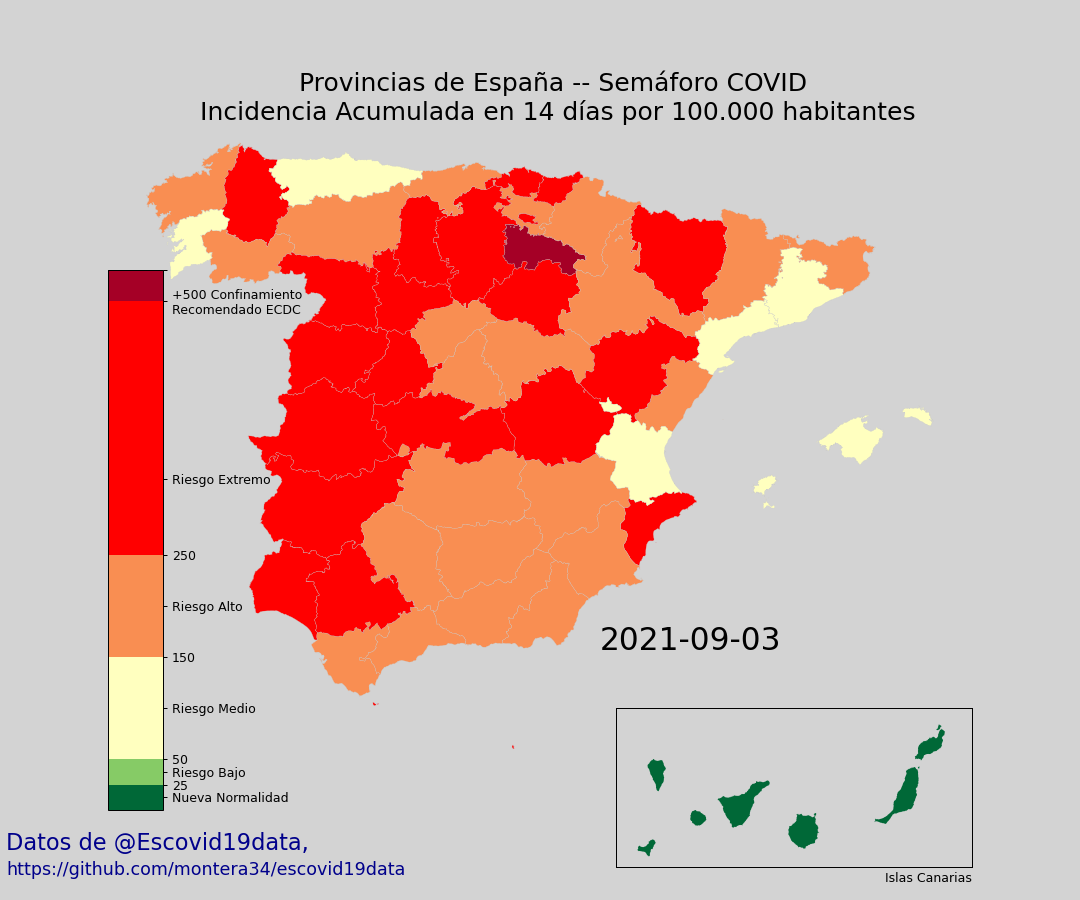 Provincias de España -- Semáforo COVID
Incidencia Acumulada en 14 días por 100.000 habitantes
+500 Confinamiento
Recomendado ECDC
Riesgo Extremo
250
Riesgo Alto
150
Riesgo Medio
50
Riesgo Bajo
25
Nueva Normalidad
2021-09-03
Islas Canarias
Datos de @Escovid19data,
https://github.com/montera34/escovid19data